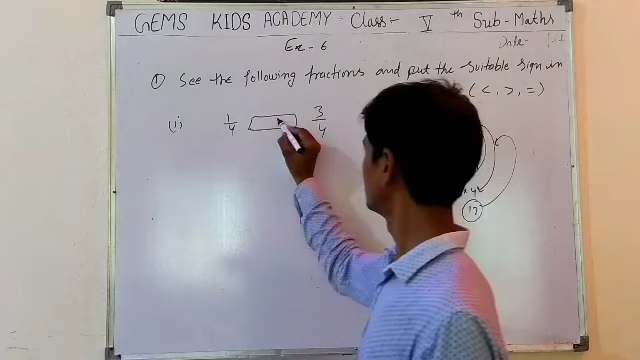 GEMS KIDS ACADEMY Class - V th Sub - Maths
Ex - 6
① See the following fractions and put the suitable sign in
( < , > , = )
(i) 1/4 3/4
12